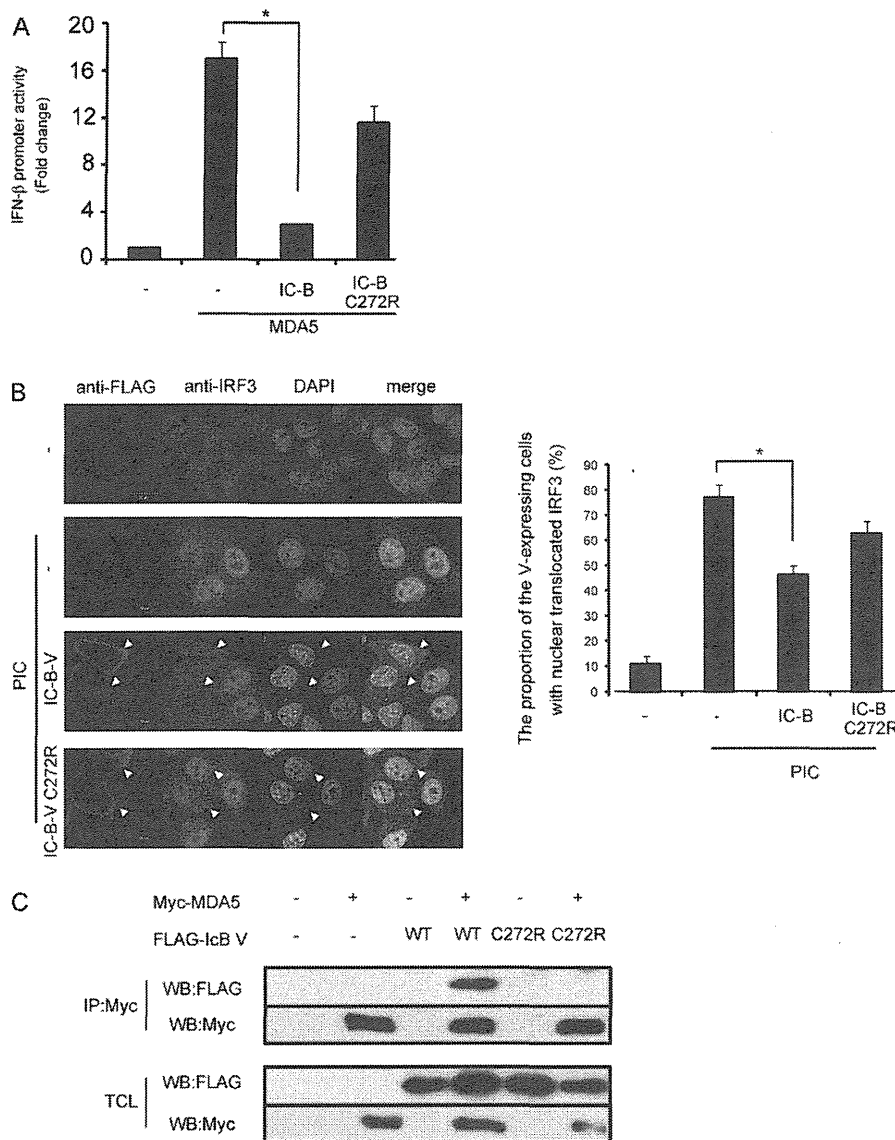 A
IFN-β promoter activity
(Fold change)
20
16
12
8
4
0
*
- - IC-B IC-B
C272R
MDA5
B
anti-FLAG anti-IRF3 DAPI merge
-
-
IC-B-V
IC-B-V C272R
PIC
The proportion of the V-expressing cells
with nuclear translocated IRF3 (%)
90
80
70
60
50
40
30
20
10
0
*
- - IC-B IC-B
C272R
PIC
C
Myc-MDA5 - + - + - +
FLAG-IcB V - - WT WT C272R C272R
IP:Myc
WB:FLAG
WB:Myc
TCL
WB:FLAG
WB:Myc